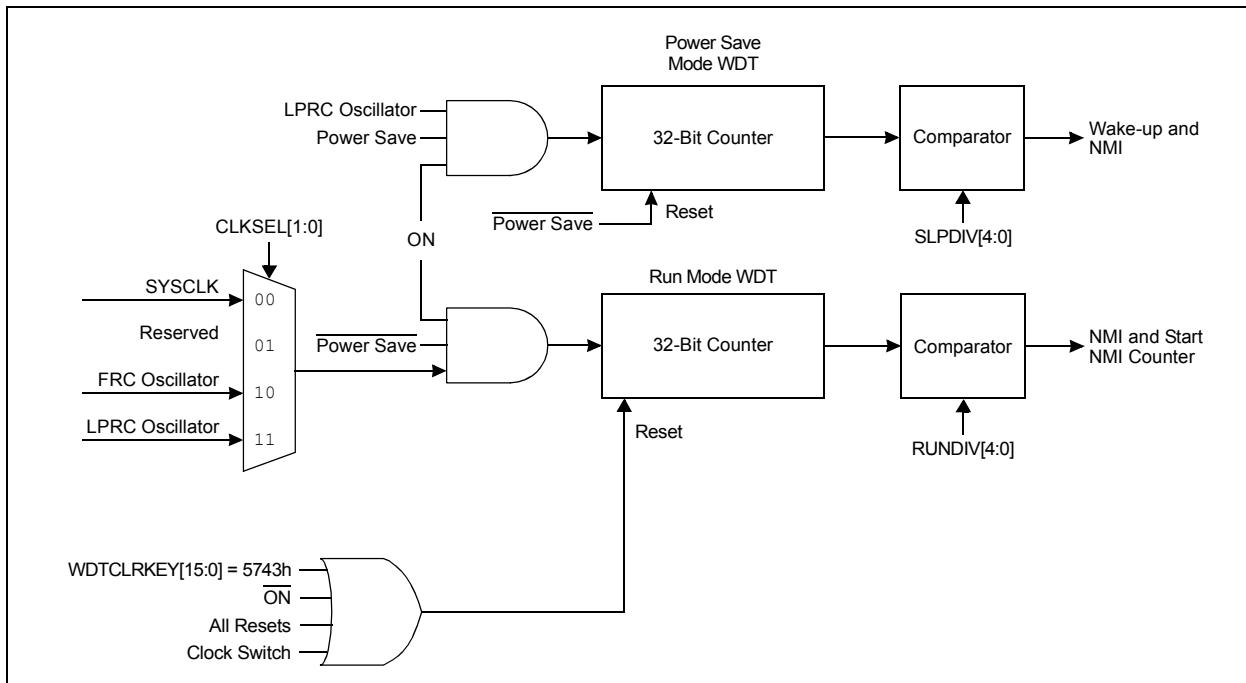 Power Save
Mode WDT
LPRC Oscillator
Power Save
32-Bit Counter
Comparator
Wake-up and
NMI
Power Save
Reset
SLPDIV[4:0]
CLKSEL[1:0]
ON
Run Mode WDT
SYSCLK
00
Reserved
01
Power Save
32-Bit Counter
Comparator
NMI and Start
NMI Counter
FRC Oscillator
10
LPRC Oscillator
11
Reset
RUNDIV[4:0]
WDTCLRKEY[15:0] = 5743h
ON
All Resets
Clock Switch